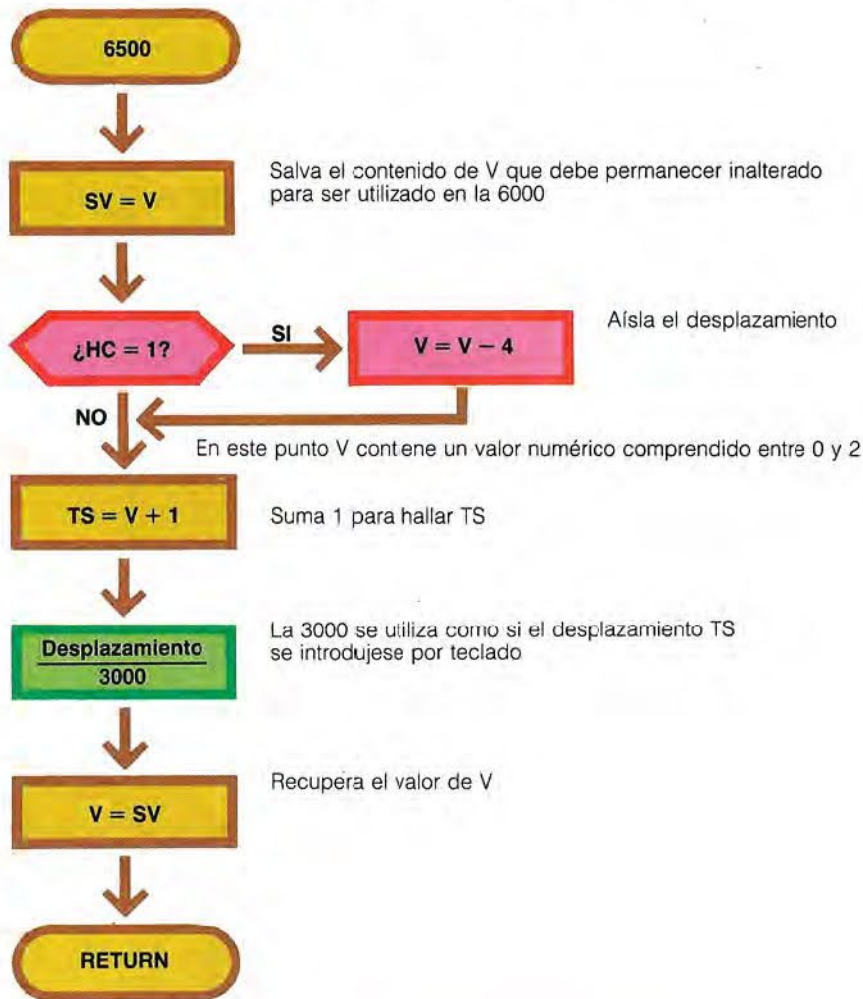 6500
SV = V
Salva el contenido de V que debe permanecer inalterado
para ser utilizado en la 6000
¿HC = 1?
SI
V = V − 4
Aísla el desplazamiento
NO
En este punto V contene un valor numérico comprendido entre 0 y 2
TS = V + 1
Suma 1 para hallar TS
Desplazamiento
3000
La 3000 se utiliza como si el desplazamiento TS
se introdujese por teclado
V = SV
Recupera el valor de V
RETURN